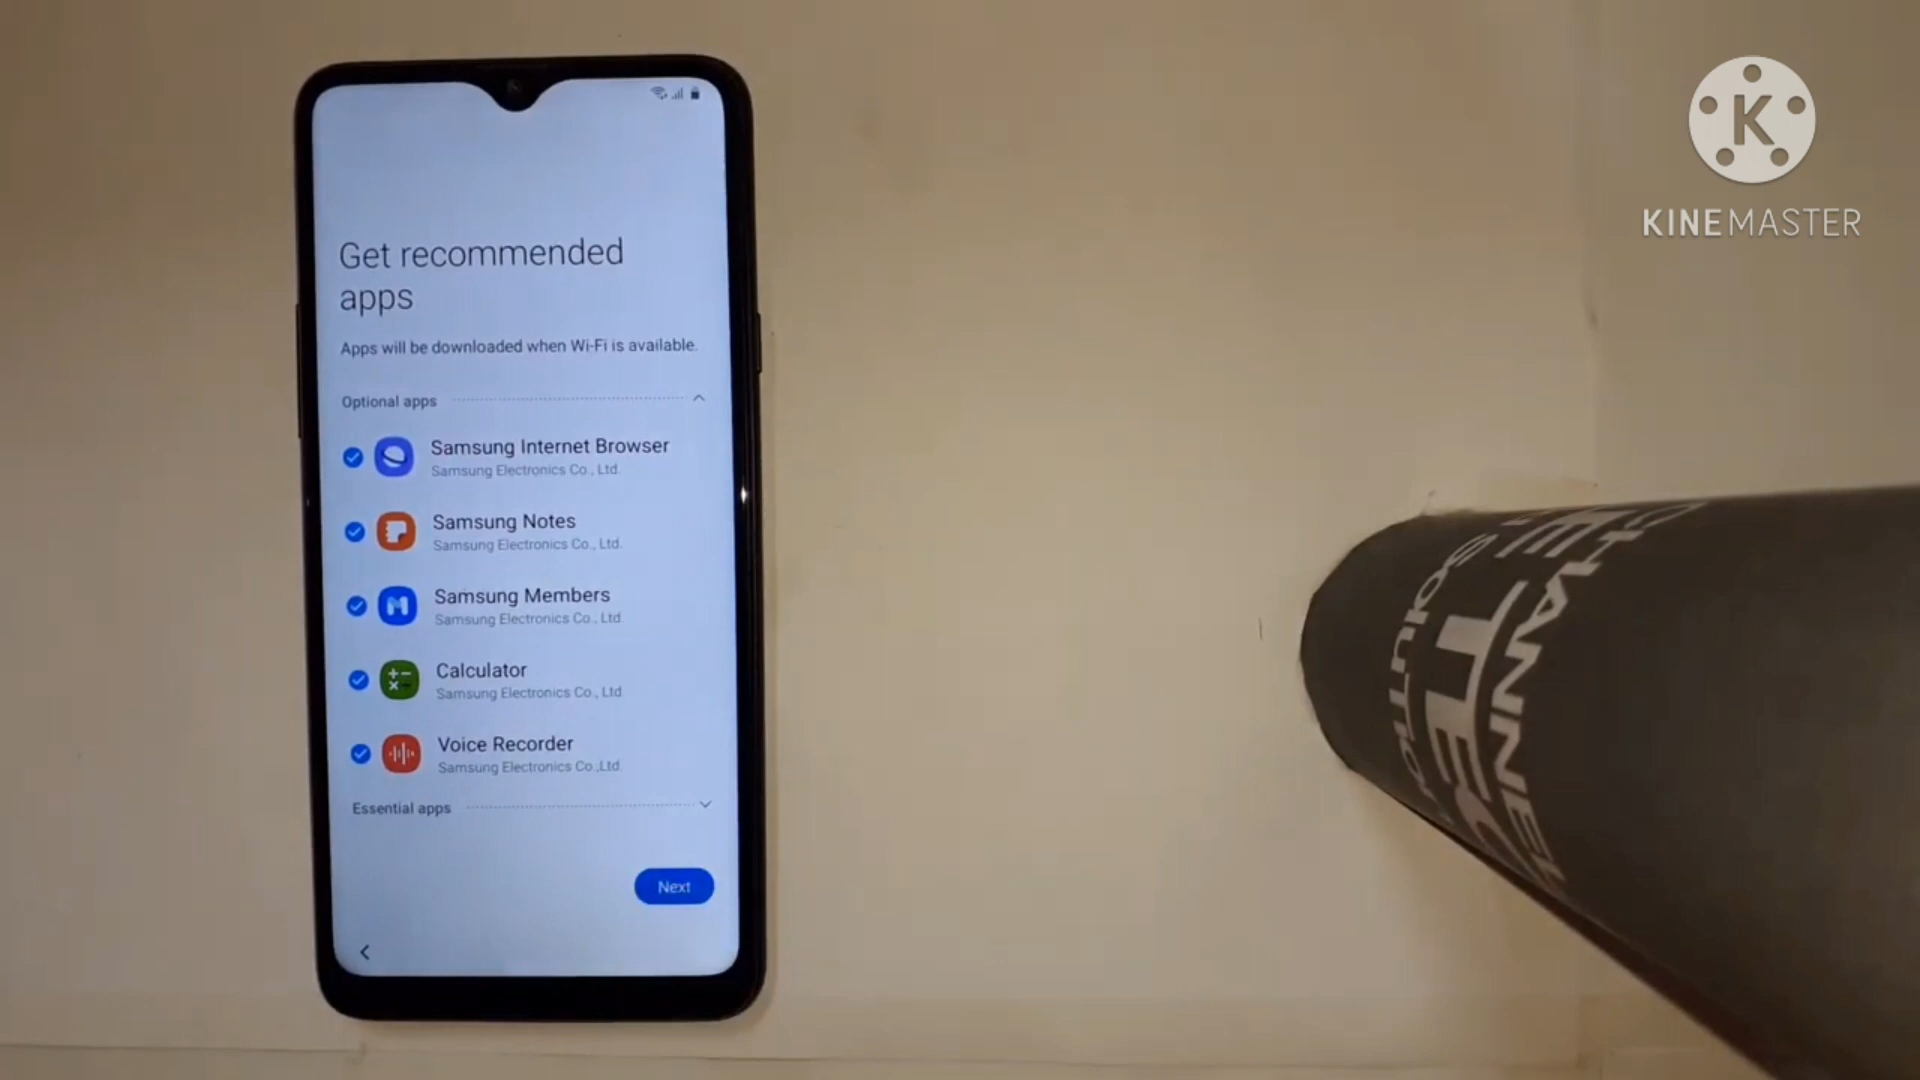 Get recommended
apps
Apps will be downloaded when Wi-Fi is available.
Optional apps
Samsung Internet Browser
Samsung Electronics Co., Ltd.
Samsung Notes
Samsung Electronics Co., Ltd.
Samsung Members
Samsung Electronics Co., Ltd.
Calculator
Samsung Electronics Co., Ltd
Voice Recorder
Samsung Electronics Co.,Ltd.
Essential apps
Next
K
KINEMASTER
CHANNEL
TEC